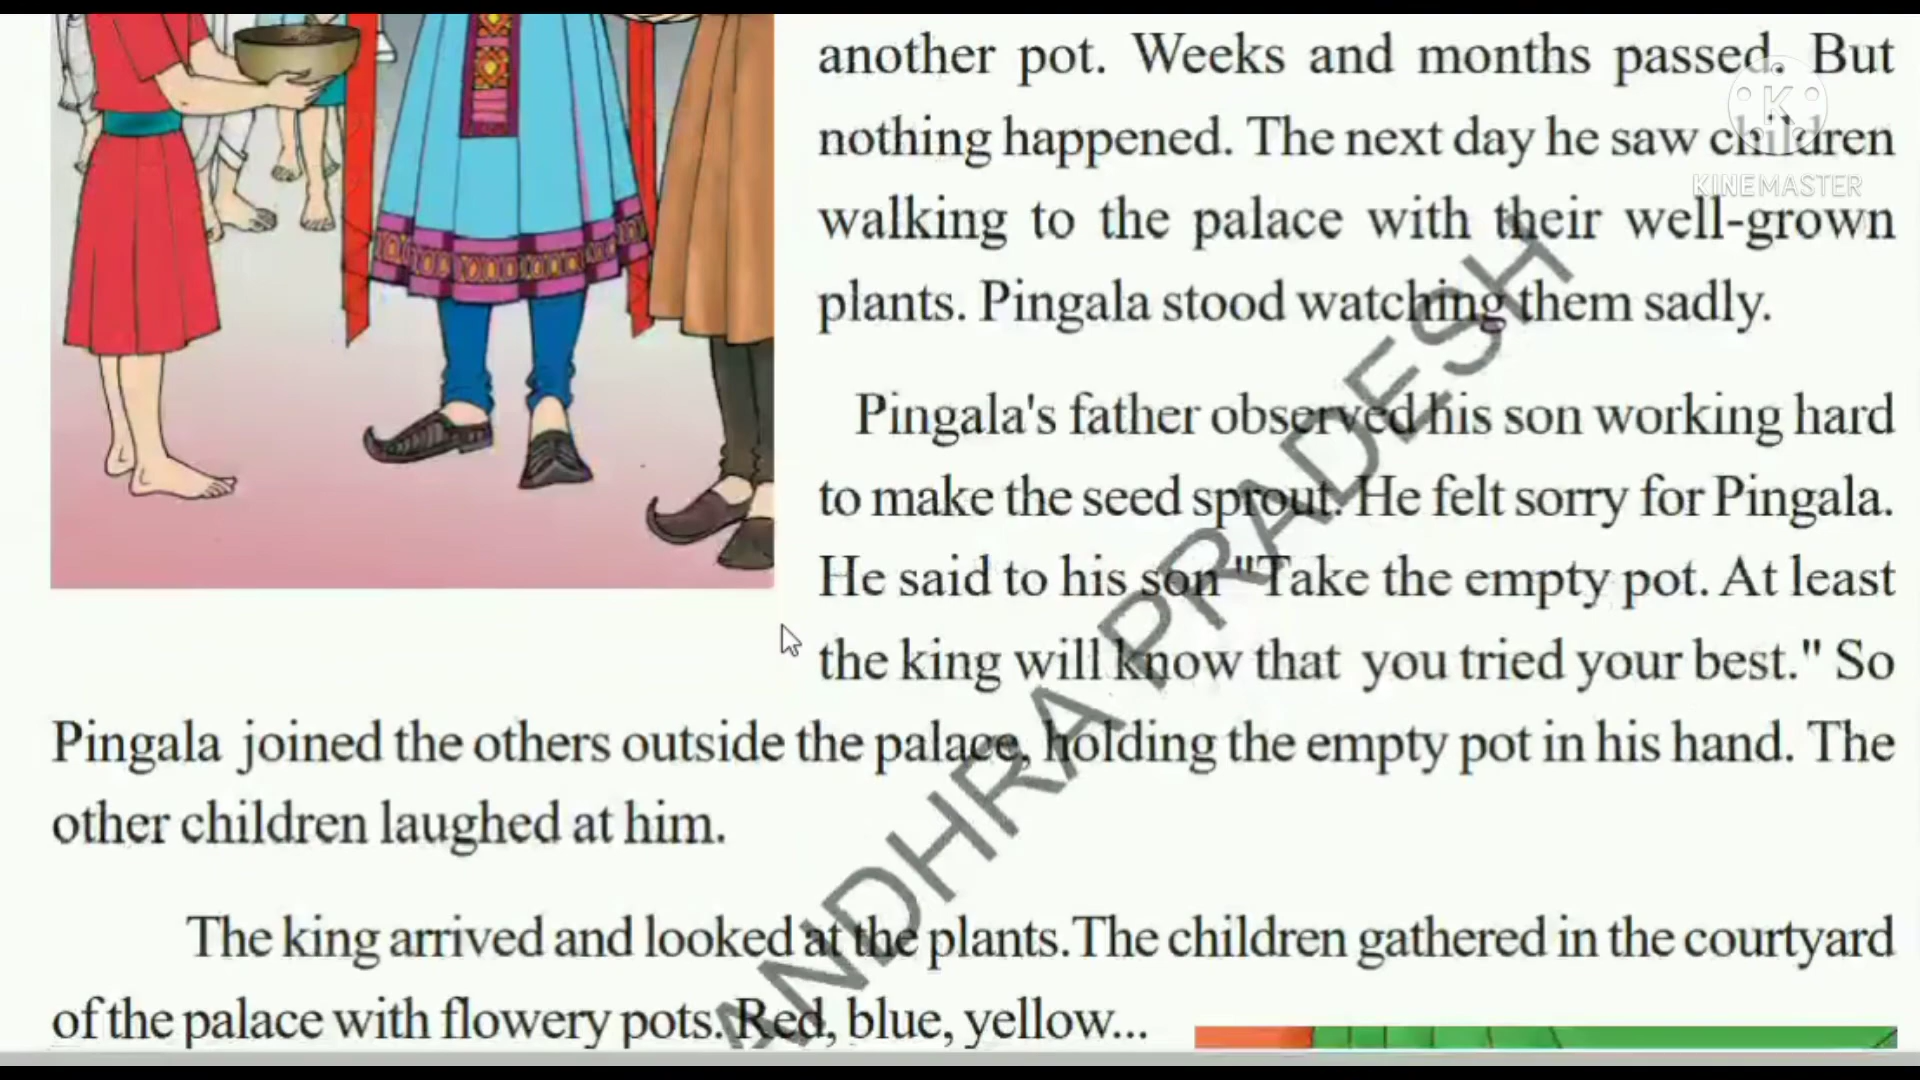 another pot. Weeks and months passed. But
nothing happened. The next day he saw children
KINEMASTER
walking to the palace with their well-grown
plants. Pingala stood watching them sadly.
Pingala's father observed his son working hard
to make the seed sprout. He felt sorry for Pingala.
He said to his son "Take the empty pot. At least
the king will know that you tried your best." So
Pingala joined the others outside the palace, holding the empty pot in his hand. The
other children laughed at him.
The king arrived and looked at the plants.The children gathered in the courtyard
of the palace with flowery pots. Red, blue, yellow...
ANDHRA PRADESH